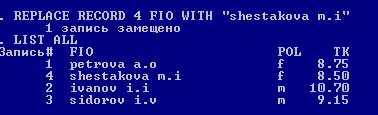 . REPLACE RECORD 4 FIO WITH "shestakova m.i"
1 запись замещено
. LIST ALL
Запись# FIO POL TK
1 petrova a.o f 8.75
4 shestakova m.i f 8.50
2 ivanov i.i m 10.70
3 sidorov i.v m 9.15